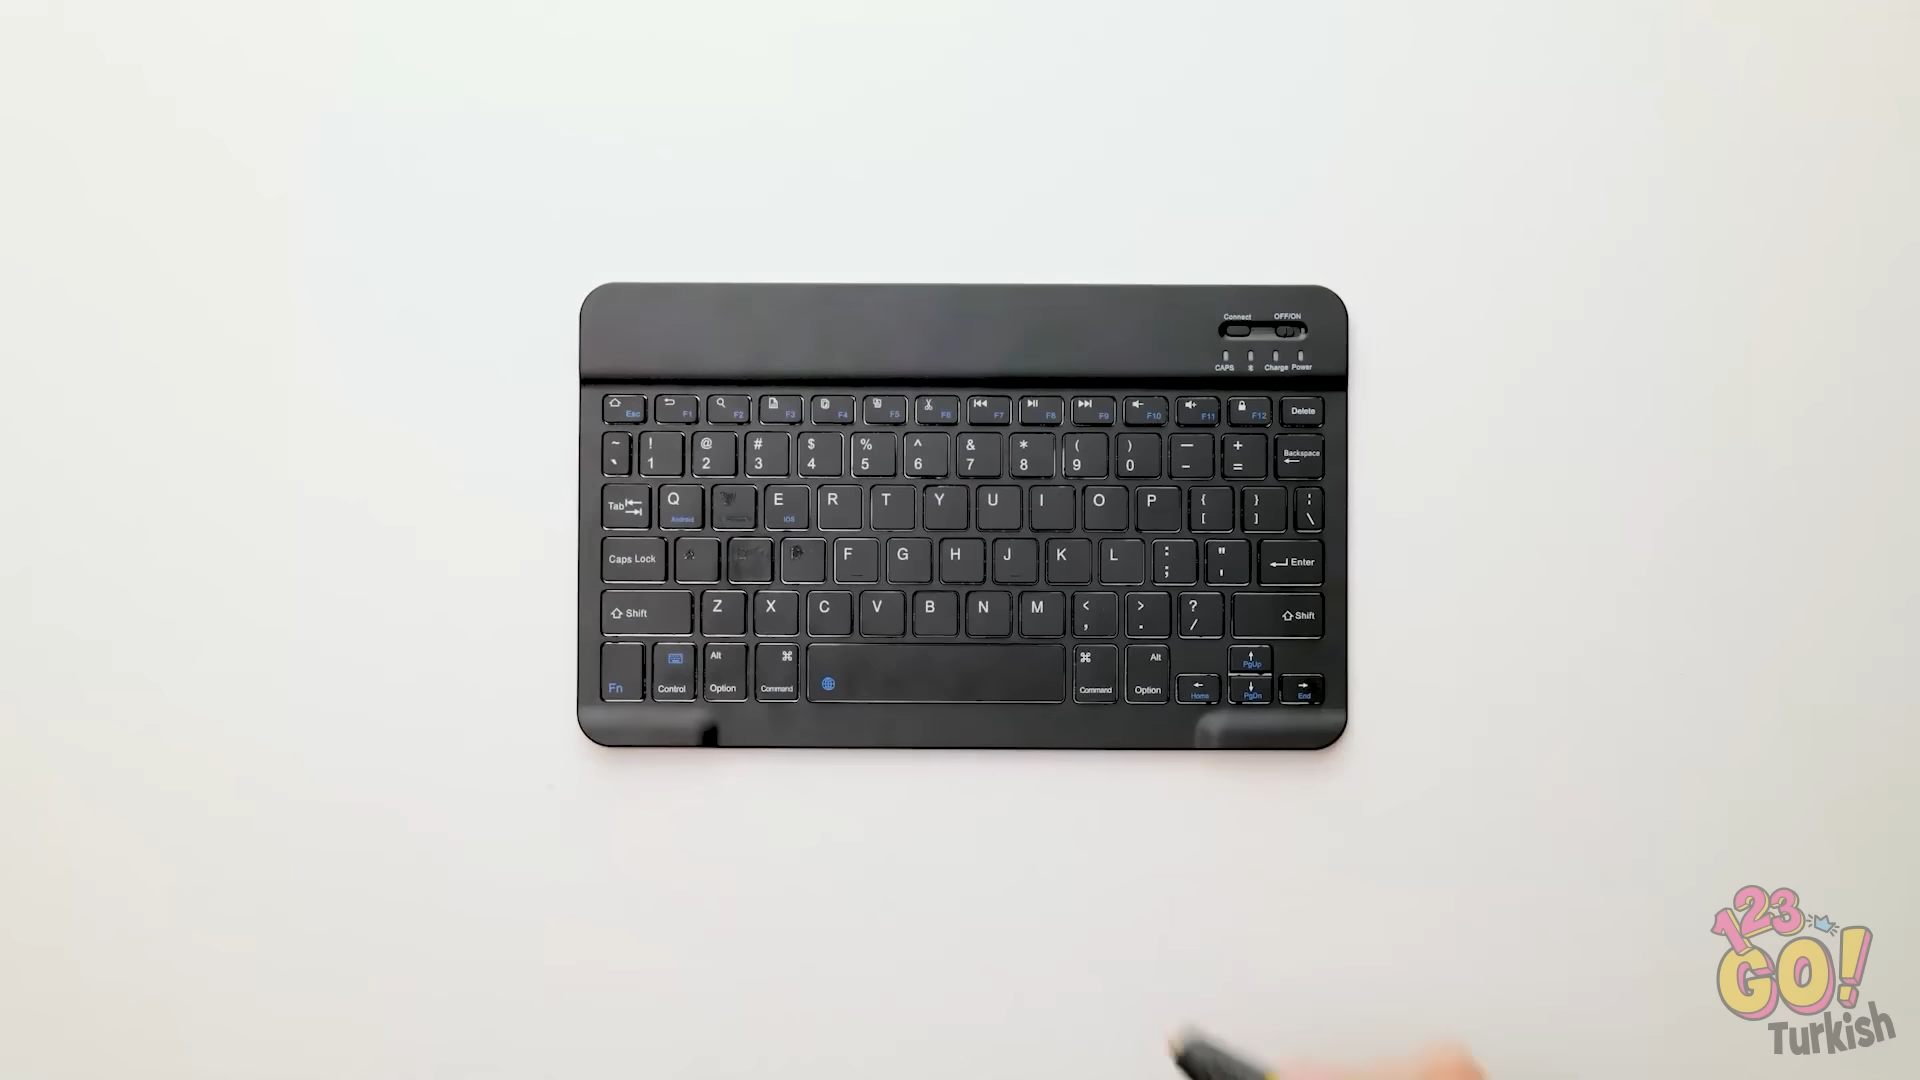 Connect OFF/ON
CAPS Charge Power
Esc F1 F2 F3 F4 F5 F6 F7 F8 F9 F10 F11 F12 Delete
~ ! @ # $ % ^ & * ( ) — +
` 1 2 3 4 5 6 7 8 9 0 - = Backspace
Tab Q E R T Y U I O P { } ¦
Android IOS [ ] \
Caps Lock A D F G H J K L : " Enter
; '
Shift Z X C V B N M < > ? Shift
, . /
Alt ⌘ ⌘ Alt PgUp
Fn Control Option Command Command Option Home PgDn End
123
GO!
Turkish